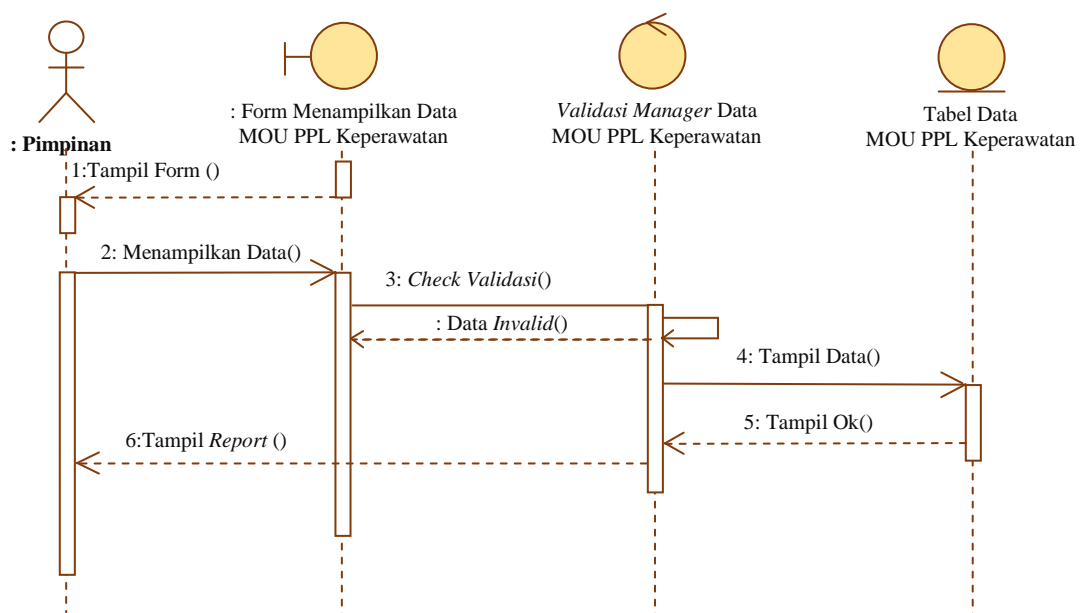 : Pimpinan
: Form Menampilkan Data
MOU PPL Keperawatan
Validasi Manager Data
MOU PPL Keperawatan
Tabel Data
MOU PPL Keperawatan
1:Tampil Form ()
2: Menampilkan Data()
3: Check Validasi()
: Data Invalid()
4: Tampil Data()
5: Tampil Ok()
6:Tampil Report ()